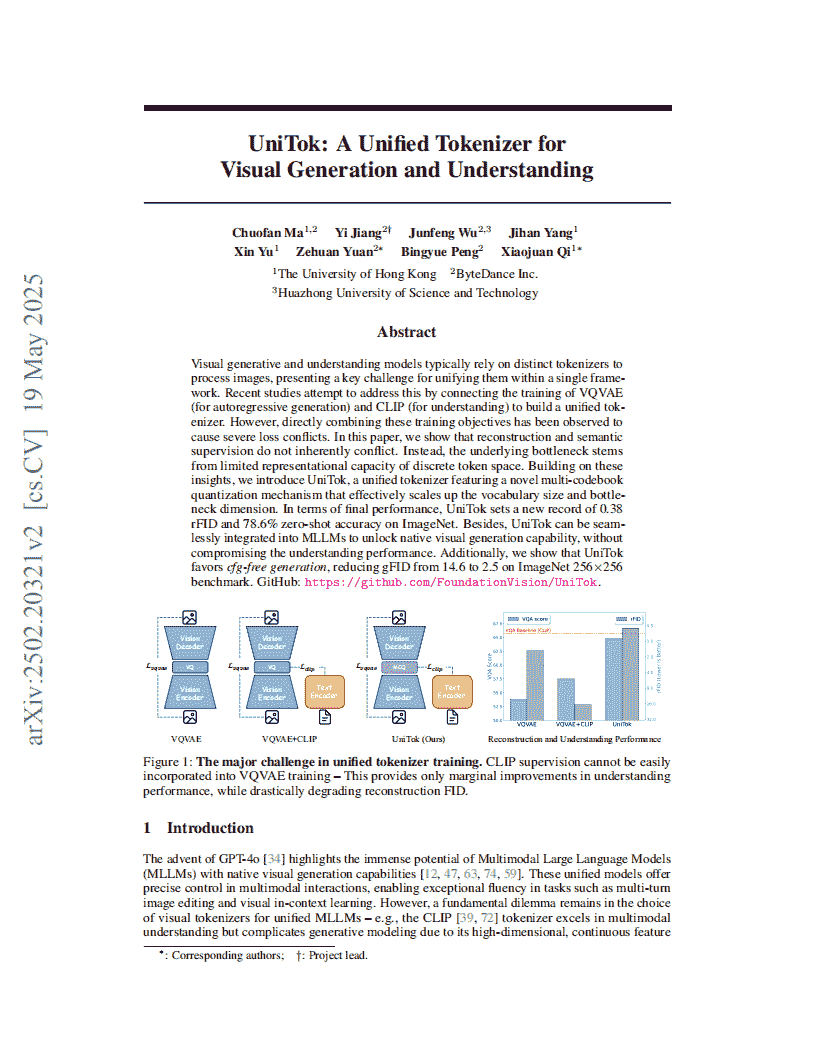 UniTok: A Unified Tokenizer for
Visual Generation and Understanding
Chuofan Ma1,2 Yi Jiang2† Junfeng Wu2,3 Jihan Yang1
Xin Yu1 Zehuan Yuan2* Bingyue Peng2 Xiaojuan Qi1*
1The University of Hong Kong 2ByteDance Inc.
3Huazhong University of Science and Technology
arXiv:2502.20321v2 [cs.CV] 19 May 2025
Abstract
Visual generative and understanding models typically rely on distinct tokenizers to
process images, presenting a key challenge for unifying them within a single frame-
work. Recent studies attempt to address this by connecting the training of VQVAE
(for autoregressive generation) and CLIP (for understanding) to build a unified tok-
enizer. However, directly combining these training objectives has been observed to
cause severe loss conflicts. In this paper, we show that reconstruction and semantic
supervision do not inherently conflict. Instead, the underlying bottleneck stems
from limited representational capacity of discrete token space. Building on these
insights, we introduce UniTok, a unified tokenizer featuring a novel multi-codebook
quantization mechanism that effectively scales up the vocabulary size and bottle-
neck dimension. In terms of final performance, UniTok sets a new record of 0.38
rFID and 78.6% zero-shot accuracy on ImageNet. Besides, UniTok can be seam-
lessly integrated into MLLMs to unlock native visual generation capability, without
compromising the understanding performance. Additionally, we show that UniTok
favors cfg-free generation, reducing gFID from 14.6 to 2.5 on ImageNet 256×256
benchmark. GitHub: https://github.com/FoundationVision/UniTok.
Vision Decoder
VQ
Vision Encoder
VQVAE
Vision Decoder
VQ
Vision Encoder
Text Encoder
VQVAE+CLIP
Vision Decoder
Vision Encoder
Text Encoder
UniTok (Ours)
VQA score
rFID
VQA Baseline (CLIP)
VQA Score
VQVAE VQVAE+CLIP UniTok
Reconstruction and Understanding Performance
Figure 1: The major challenge in unified tokenizer training. CLIP supervision cannot be easily
incorporated into VQVAE training – This provides only marginal improvements in understanding
performance, while drastically degrading reconstruction FID.
1 Introduction
The advent of GPT-4o [34] highlights the immense potential of Multimodal Large Language Models
(MLLMs) with native visual generation capabilities [12, 47, 63, 74, 59]. These unified models offer
precise control in multimodal interactions, enabling exceptional fluency in tasks such as multi-turn
image editing and visual in-context learning. However, a fundamental dilemma remains in the choice
of visual tokenizers for unified MLLMs – e.g., the CLIP [39, 72] tokenizer excels in multimodal
understanding but complicates generative modeling due to its high-dimensional, continuous feature
*: Corresponding authors; †: Project lead.